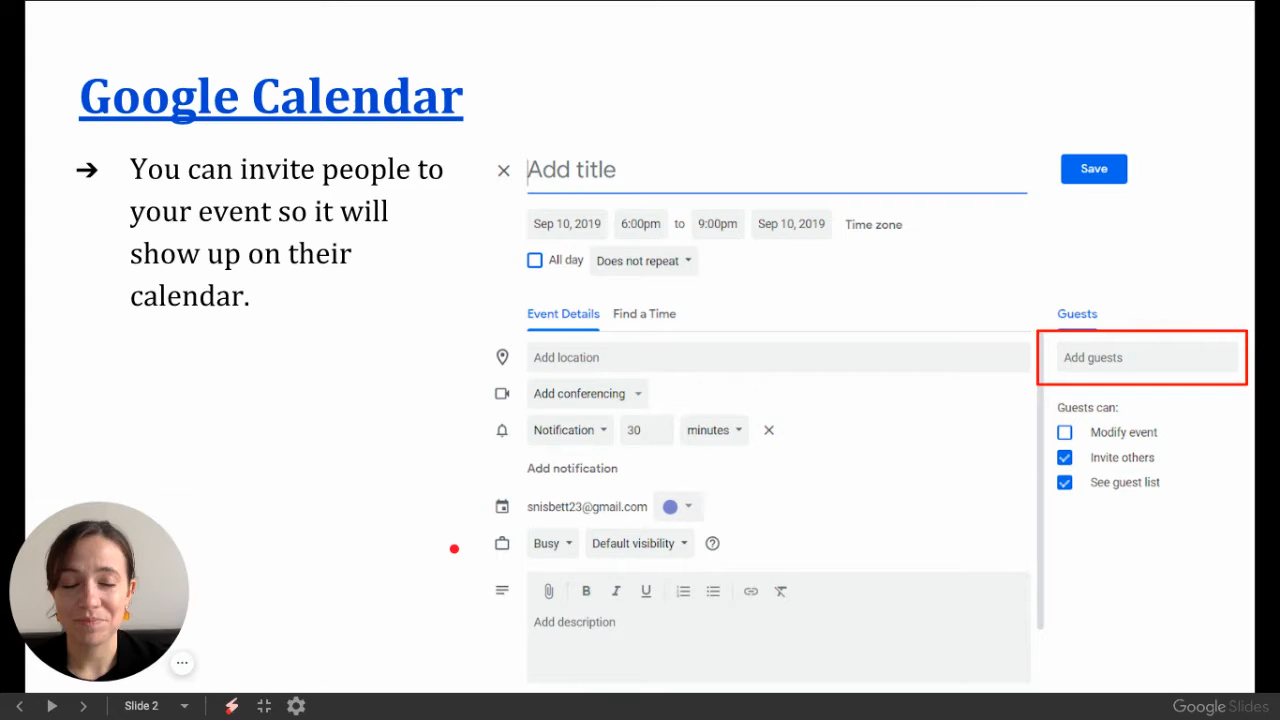 Google Calendar
➔ You can invite people to
your event so it will
show up on their
calendar.
Add title
Save
Sep 10, 2019 6:00pm to 9:00pm Sep 10, 2019 Time zone
All day Does not repeat
Event Details Find a Time
Guests
Add location
Add guests
Add conferencing
Guests can:
Notification 30 minutes
Modify event
Invite others
Add notification
See guest list
snisbett23@gmail.com
Busy Default visibility
B I U
Add description
Slide 2
Google Slides